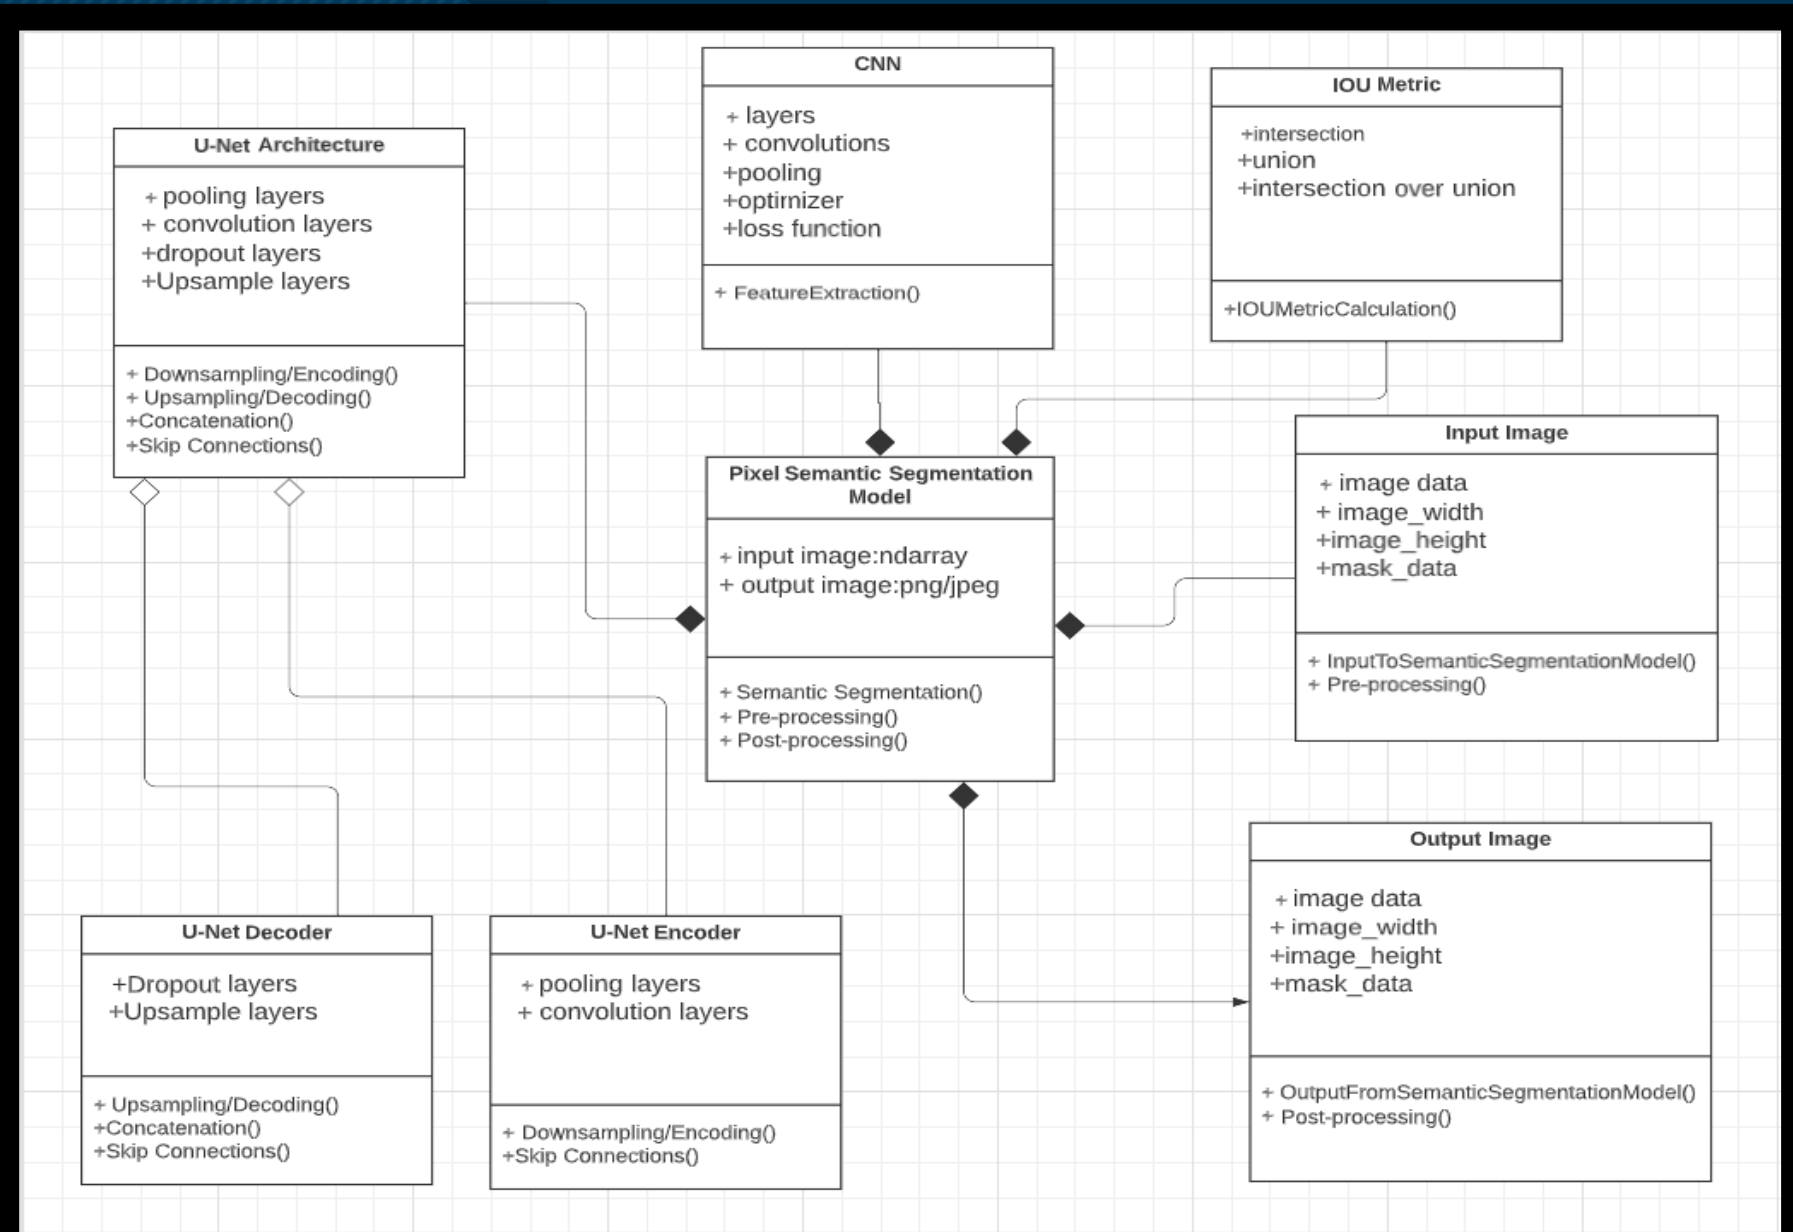 CNN
+ layers
+ convolutions
+pooling
+optimizer
+loss function
+ FeatureExtraction()
IOU Metric
+intersection
+union
+intersection over union
+IOUMetricCalculation()
U-Net Architecture
+ pooling layers
+ convolution layers
+dropout layers
+Upsample layers
+ Downsampling/Encoding()
+ Upsampling/Decoding()
+Concatenation()
+Skip Connections()
Pixel Semantic Segmentation
Model
+ input image:ndarray
+ output image:png/jpeg
+ Semantic Segmentation()
+ Pre-processing()
+ Post-processing()
Input Image
+ image data
+ image_width
+image_height
+mask_data
+ InputToSemanticSegmentationModel()
+ Pre-processing()
U-Net Decoder
+Dropout layers
+Upsample layers
+ Upsampling/Decoding()
+Concatenation()
+Skip Connections()
U-Net Encoder
+ pooling layers
+ convolution layers
+ Downsampling/Encoding()
+Skip Connections()
Output Image
+ image data
+ image_width
+image_height
+mask_data
+ OutputFromSemanticSegmentationModel()
+ Post-processing()